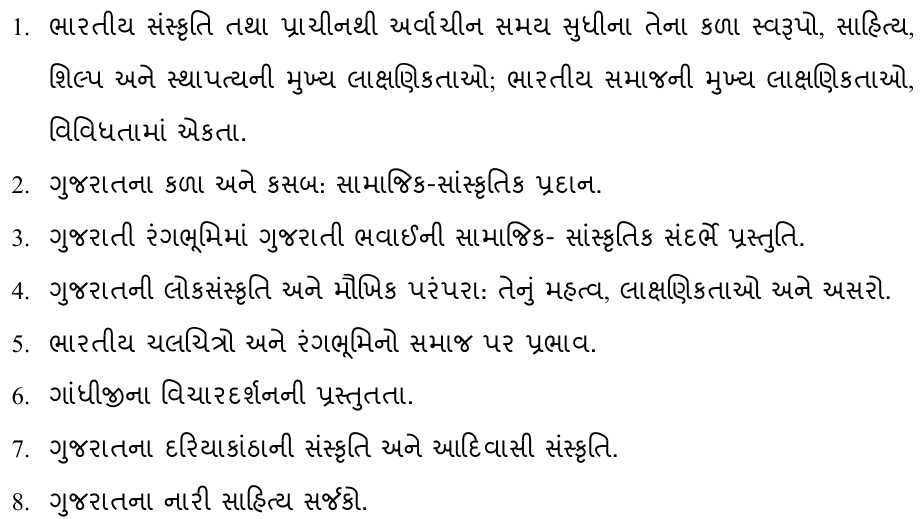 1. ભારતીય સંસ્કૃતિ તથા પ્રાચીનથી અર્વાચીન સમય સુધીના તેના કળા સ્વરૂપો, સાહિત્ય,
શિલ્પ અને સ્થાપત્યની મુખ્ય લાક્ષણિકતાઓ; ભારતીય સમાજની મુખ્ય લાક્ષણિકતાઓ,
વિવિધતામાં એકતા.
2. ગુજરાતના કળા અને કસબ: સામાજિક-સાંસ્કૃતિક પ્રદાન.
3. ગુજરાતી રંગભૂમિમાં ગુજરાતી ભવાઈની સામાજિક- સાંસ્કૃતિક સંદર્ભે પ્રસ્તુતિ.
4. ગુજરાતની લોકસંસ્કૃતિ અને મૌખિક પરંપરા: તેનું મહત્વ, લાક્ષણિકતાઓ અને અસરો.
5. ભારતીય ચલચિત્રો અને રંગભૂમિનો સમાજ પર પ્રભાવ.
6. ગાંધીજીના વિચારદર્શનની પ્રસ્તુતતા.
7. ગુજરાતના દરિયાકાંઠાની સંસ્કૃતિ અને આદિવાસી સંસ્કૃતિ.
8. ગુજરાતના નારી સાહિત્ય સર્જકો.